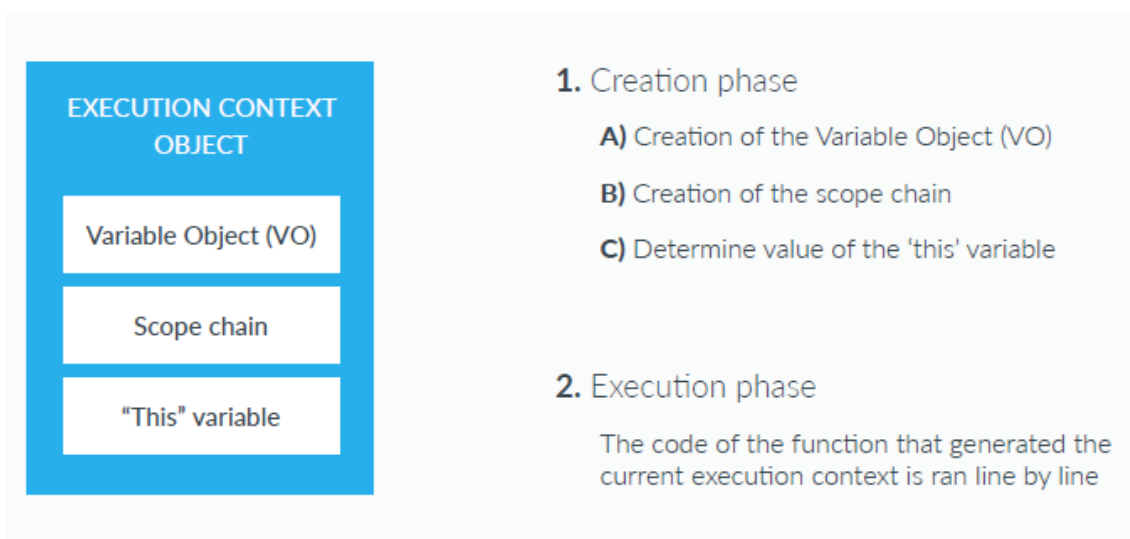 EXECUTION CONTEXT
OBJECT
Variable Object (VO)
Scope chain
“This” variable
1. Creation phase
A) Creation of the Variable Object (VO)
B) Creation of the scope chain
C) Determine value of the ‘this’ variable
2. Execution phase
The code of the function that generated the
current execution context is ran line by line